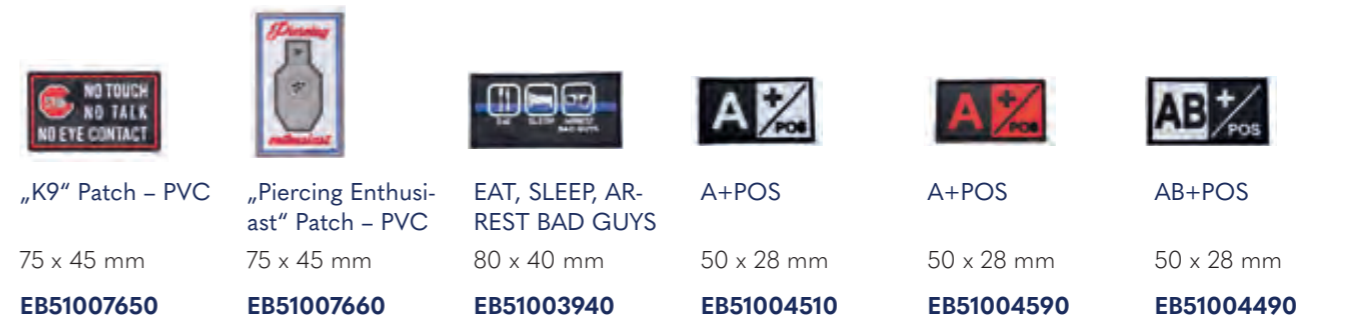 NO TOUCH
NO TALK
NO EYE CONTACT
Piercing
enthusiast
EAT SLEEP ARREST
BAD GUYS
A + POS
A + POS
AB + POS
„K9“ Patch – PVC
75 x 45 mm
EB51007650
„Piercing Enthusi-
ast“ Patch – PVC
75 x 45 mm
EB51007660
EAT, SLEEP, AR-
REST BAD GUYS
80 x 40 mm
EB51003940
A+POS
50 x 28 mm
EB51004510
A+POS
50 x 28 mm
EB51004590
AB+POS
50 x 28 mm
EB51004490